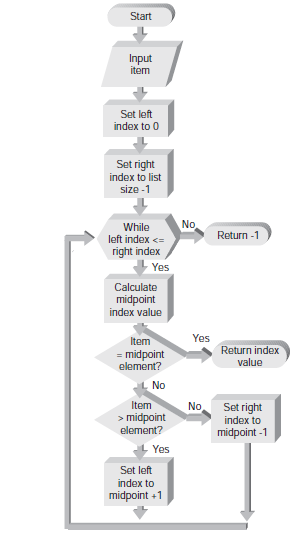 Start
Input
item
Set left
index to 0
Set right
index to list
size -1
While
left index <=
right index
No
Return -1
Yes
Calculate
midpoint
index value
Item
= midpoint
element?
Yes
Return index
value
No
Item
> midpoint
element?
No
Set right
index to
midpoint -1
Yes
Set left
index to
midpoint +1